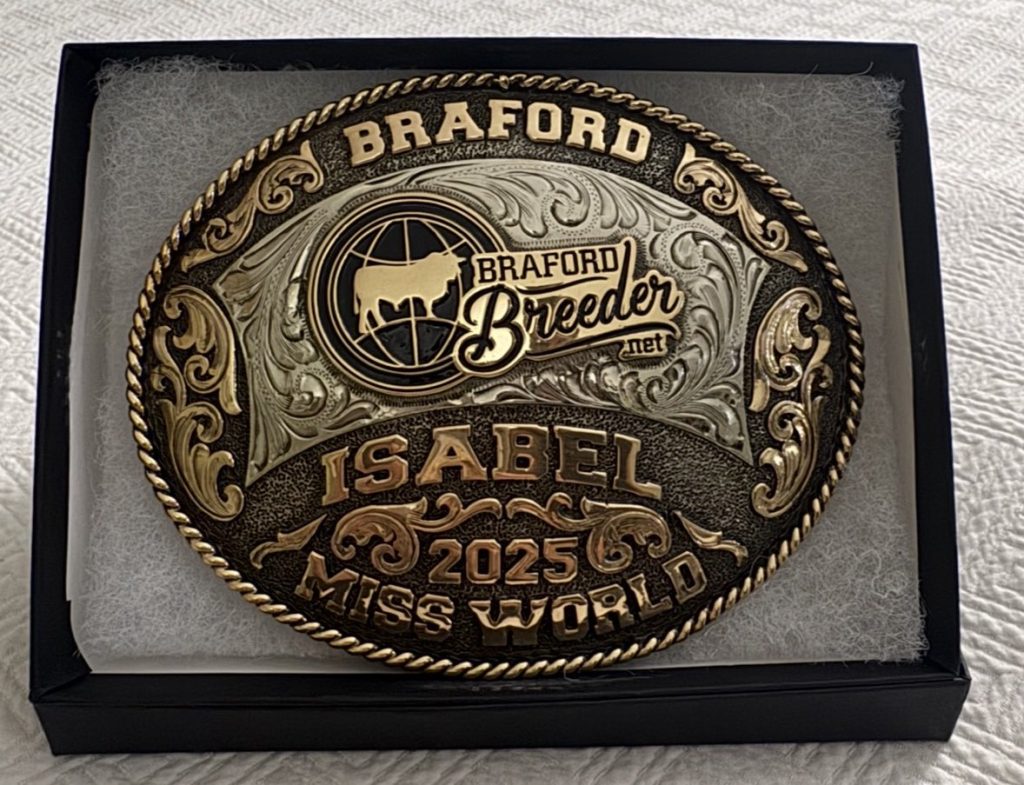 BRAFORD
BRAFORD
Breeder
.net
ISABEL
2025
MISS WORLD